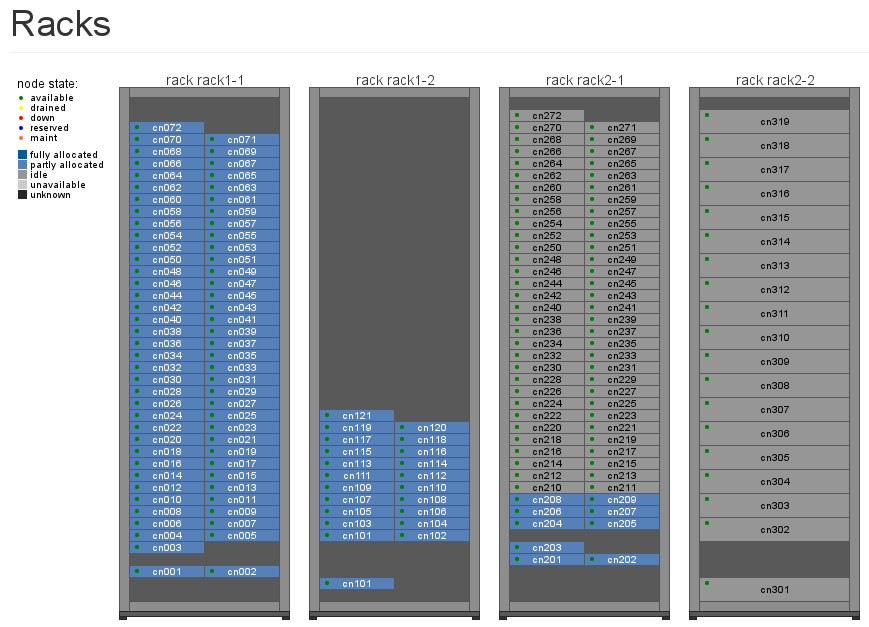 Racks
node state:
available
drained
down
reserved
maint
fully allocated
partly allocated
idle
unavailable
unknown
rack rack1-1
cn072
cn070 cn071
cn068 cn069
cn066 cn067
cn064 cn065
cn062 cn063
cn060 cn061
cn058 cn059
cn056 cn057
cn054 cn055
cn052 cn053
cn050 cn051
cn048 cn049
cn046 cn047
cn044 cn045
cn042 cn043
cn040 cn041
cn038 cn039
cn036 cn037
cn034 cn035
cn032 cn033
cn030 cn031
cn028 cn029
cn026 cn027
cn024 cn025
cn022 cn023
cn020 cn021
cn018 cn019
cn016 cn017
cn014 cn015
cn012 cn013
cn010 cn011
cn008 cn009
cn006 cn007
cn004 cn005
cn003
cn001 cn002
rack rack1-2
cn121
cn119 cn120
cn117 cn118
cn115 cn116
cn113 cn114
cn111 cn112
cn109 cn110
cn107 cn108
cn105 cn106
cn103 cn104
cn101 cn102
cn101
rack rack2-1
cn272
cn270 cn271
cn268 cn269
cn266 cn267
cn264 cn265
cn262 cn263
cn260 cn261
cn258 cn259
cn256 cn257
cn254 cn255
cn252 cn253
cn250 cn251
cn248 cn249
cn246 cn247
cn244 cn245
cn242 cn243
cn240 cn241
cn238 cn239
cn236 cn237
cn234 cn235
cn232 cn233
cn230 cn231
cn228 cn229
cn226 cn227
cn224 cn225
cn222 cn223
cn220 cn221
cn218 cn219
cn216 cn217
cn214 cn215
cn212 cn213
cn210 cn211
cn208 cn209
cn206 cn207
cn204 cn205
cn203
cn201 cn202
rack rack2-2
cn319
cn318
cn317
cn316
cn315
cn314
cn313
cn312
cn311
cn310
cn309
cn308
cn307
cn306
cn305
cn304
cn303
cn302
cn301